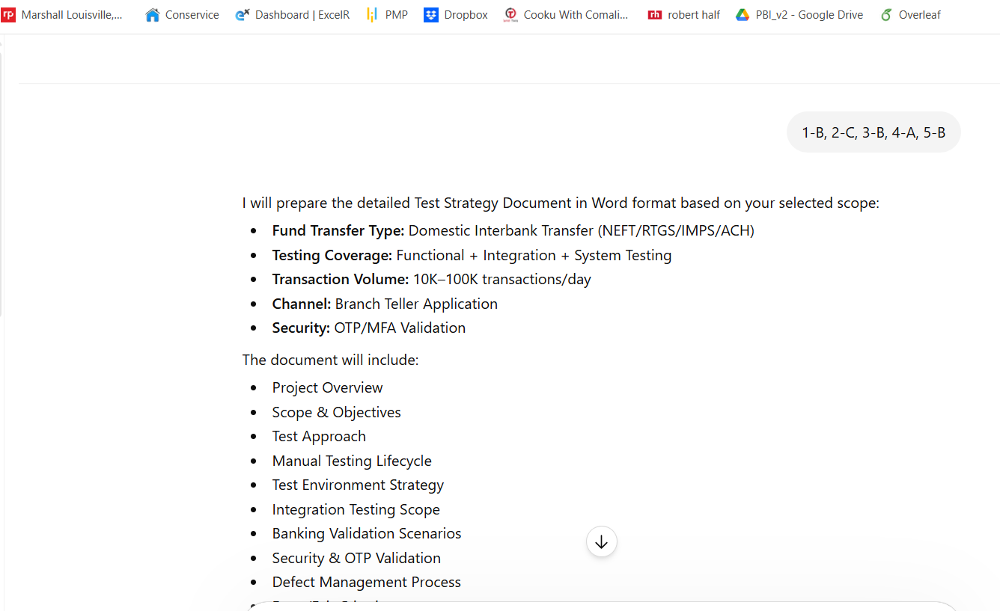 rp Marshall Louisville,... Conservice Dashboard | ExcelR PMP Dropbox Cooku With Comali... rh robert half PBI_v2 - Google Drive Overleaf
1-B, 2-C, 3-B, 4-A, 5-B
I will prepare the detailed Test Strategy Document in Word format based on your selected scope:
• Fund Transfer Type: Domestic Interbank Transfer (NEFT/RTGS/IMPS/ACH)
• Testing Coverage: Functional + Integration + System Testing
• Transaction Volume: 10K–100K transactions/day
• Channel: Branch Teller Application
• Security: OTP/MFA Validation
The document will include:
• Project Overview
• Scope & Objectives
• Test Approach
• Manual Testing Lifecycle
• Test Environment Strategy
• Integration Testing Scope
• Banking Validation Scenarios
• Security & OTP Validation
• Defect Management Process